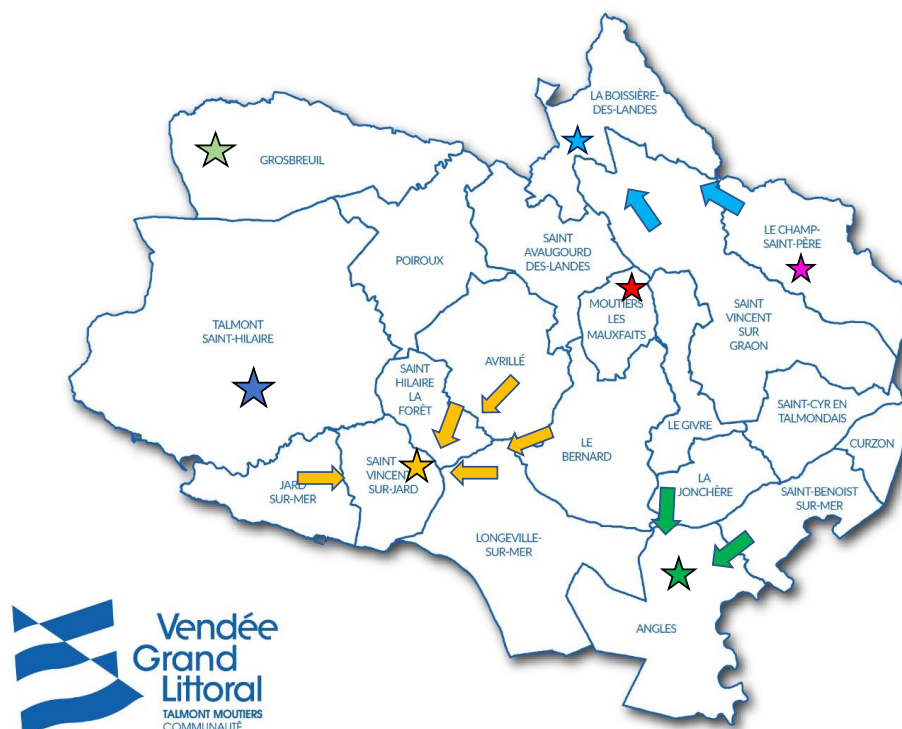 LA BOISSIÈRE-
DES-LANDES
GROSBREUIL
LE CHAMP-
SAINT-PÈRE
SAINT
AVAUGOURD
DES-LANDES
POIROUX
MOUTIERS
LES
MAUXFAITS
SAINT
VINCENT
SUR
GRAON
TALMONT
SAINT-HILAIRE
AVRILLÉ
SAINT
HILAIRE
LA
FORÊT
SAINT-CYR EN
TALMONDAIS
LE GIVRE
CURZON
LE
BERNARD
SAINT
VINCENT
SUR-JARD
JARD
SUR-MER
LA
JONCHÈRE
SAINT-BENOIST
SUR-MER
LONGEVILLE-
SUR-MER
ANGLES
Vendée
Grand
Littoral
TALMONT MOUTIERS
COMMUNAUTÉ